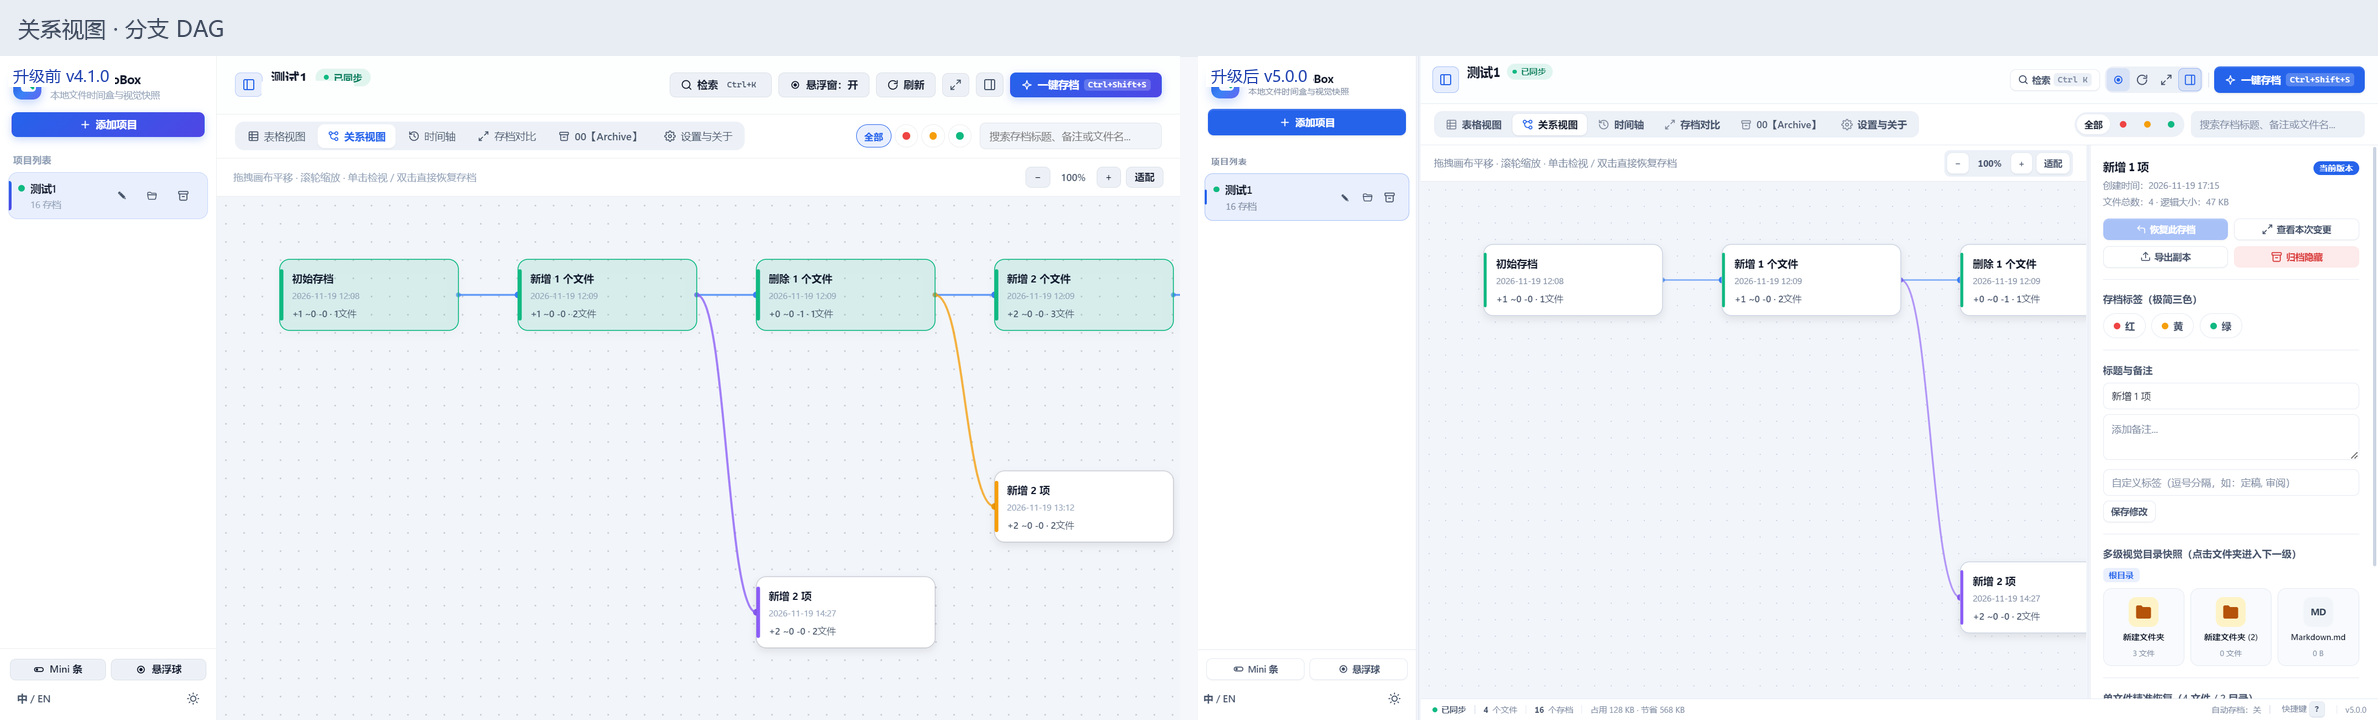 关系视图 · 分支 DAG
升级前 v4.1.0
oBox
本地文件时间盒与视觉快照
+ 添加项目
项目列表
测试1
16 存档
Mini 条
悬浮球
中 / EN
测试1
已同步
检索 Ctrl+K
悬浮窗：开
刷新
一键存档 Ctrl+Shift+S
表格视图
关系视图
时间轴
存档对比
00【Archive】
设置与关于
全部
搜索存档标题、备注或文件名...
拖拽画布平移 · 滚轮缩放 · 单击检视 / 双击直接恢复存档
− 100% + 适配
初始存档
2026-11-19 12:08
+1 ~0 -0 · 1文件
新增 1 个文件
2026-11-19 12:09
+1 ~0 -0 · 2文件
删除 1 个文件
2026-11-19 12:09
+0 ~0 -1 · 1文件
新增 2 个文件
2026-11-19 12:09
+2 ~0 -0 · 3文件
新增 2 项
2026-11-19 13:12
+2 ~0 -0 · 2文件
新增 2 项
2026-11-19 14:27
+2 ~0 -0 · 2文件
升级后 v5.0.0
Box
本地文件时间盒与视觉快照
+ 添加项目
项目列表
测试1
16 存档
Mini 条
悬浮球
中 / EN
测试1
已同步
检索 Ctrl K
一键存档 Ctrl+Shift+S
表格视图
关系视图
时间轴
存档对比
00【Archive】
设置与关于
全部
搜索存档标题、备注或文件名...
拖拽画布平移 · 滚轮缩放 · 单击检视 / 双击直接恢复存档
− 100% + 适配
初始存档
2026-11-19 12:08
+1 ~0 -0 · 1文件
新增 1 个文件
2026-11-19 12:09
+1 ~0 -0 · 2文件
删除 1 个文件
2026-11-19 12:09
+0 ~0 -1 · 1文件
新增 2 项
2026-11-19 14:27
+2 ~0 -0 · 2文件
新增 1 项
当前版本
创建时间：2026-11-19 17:15
文件总数：4 · 逻辑大小：47 KB
恢复此存档
查看本次变更
导出副本
归档隐藏
存档标签（极简三色）
红
黄
绿
标题与备注
新增 1 项
添加备注...
自定义标签（逗号分隔，如：定稿, 审阅）
保存修改
多级视觉目录快照（点击文件夹进入下一级）
根目录
新建文件夹
3 文件
新建文件夹 (2)
0 文件
MD
Markdown.md
0 B
单文件精准恢复（4 文件 / 2 目录）
已同步
4 个文件
16 个存档
占用 128 KB · 节省 568 KB
自动存档：关
快捷键 ?
v5.0.0